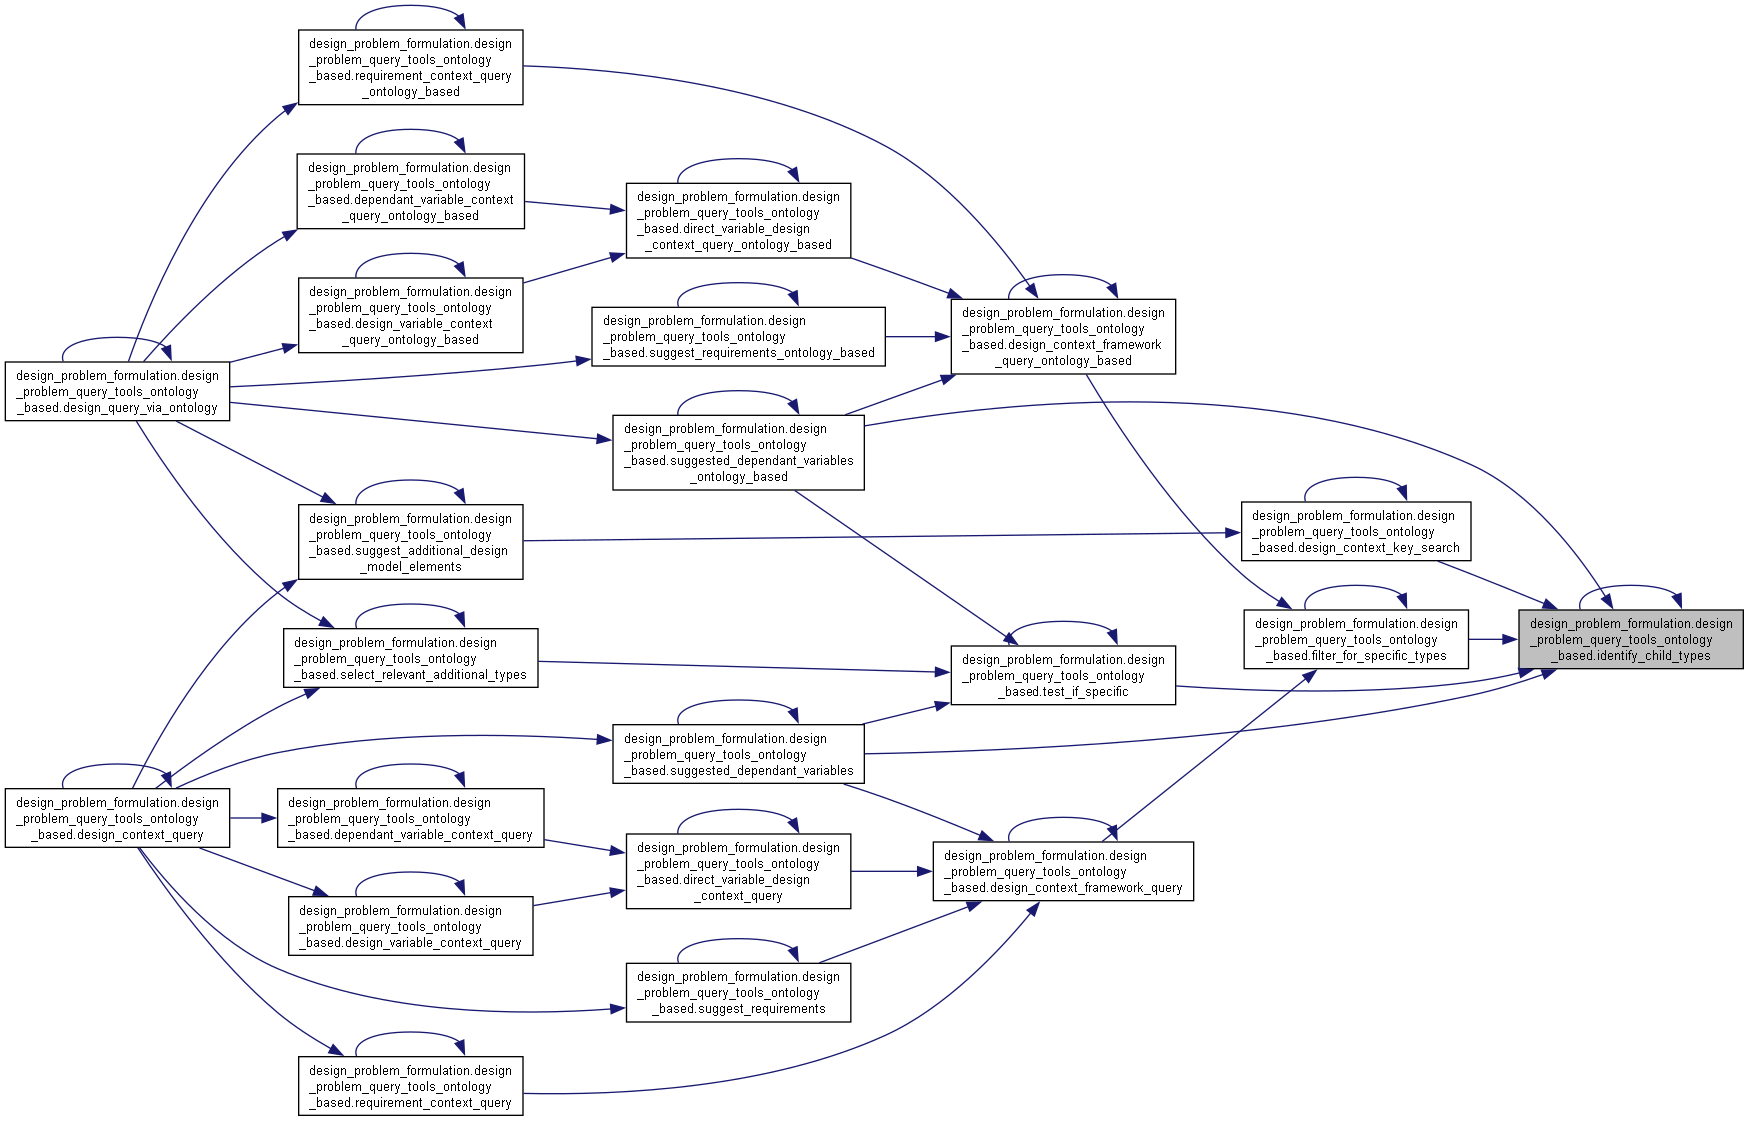 design_problem_formulation.design
_problem_query_tools_ontology
_based.requirement_context_query
_ontology_based
design_problem_formulation.design
_problem_query_tools_ontology
_based.dependant_variable_context
_query_ontology_based
design_problem_formulation.design
_problem_query_tools_ontology
_based.direct_variable_design
_context_query_ontology_based
design_problem_formulation.design
_problem_query_tools_ontology
_based.design_variable_context
_query_ontology_based
design_problem_formulation.design
_problem_query_tools_ontology
_based.suggest_requirements_ontology_based
design_problem_formulation.design
_problem_query_tools_ontology
_based.design_context_framework
_query_ontology_based
design_problem_formulation.design
_problem_query_tools_ontology
_based.design_query_via_ontology
design_problem_formulation.design
_problem_query_tools_ontology
_based.suggested_dependant_variables
_ontology_based
design_problem_formulation.design
_problem_query_tools_ontology
_based.suggest_additional_design
_model_elements
design_problem_formulation.design
_problem_query_tools_ontology
_based.design_context_key_search
design_problem_formulation.design
_problem_query_tools_ontology
_based.filter_for_specific_types
design_problem_formulation.design
_problem_query_tools_ontology
_based.identify_child_types
design_problem_formulation.design
_problem_query_tools_ontology
_based.select_relevant_additional_types
design_problem_formulation.design
_problem_query_tools_ontology
_based.test_if_specific
design_problem_formulation.design
_problem_query_tools_ontology
_based.suggested_dependant_variables
design_problem_formulation.design
_problem_query_tools_ontology
_based.design_context_query
design_problem_formulation.design
_problem_query_tools_ontology
_based.dependant_variable_context_query
design_problem_formulation.design
_problem_query_tools_ontology
_based.direct_variable_design
_context_query
design_problem_formulation.design
_problem_query_tools_ontology
_based.design_context_framework_query
design_problem_formulation.design
_problem_query_tools_ontology
_based.design_variable_context_query
design_problem_formulation.design
_problem_query_tools_ontology
_based.suggest_requirements
design_problem_formulation.design
_problem_query_tools_ontology
_based.requirement_context_query